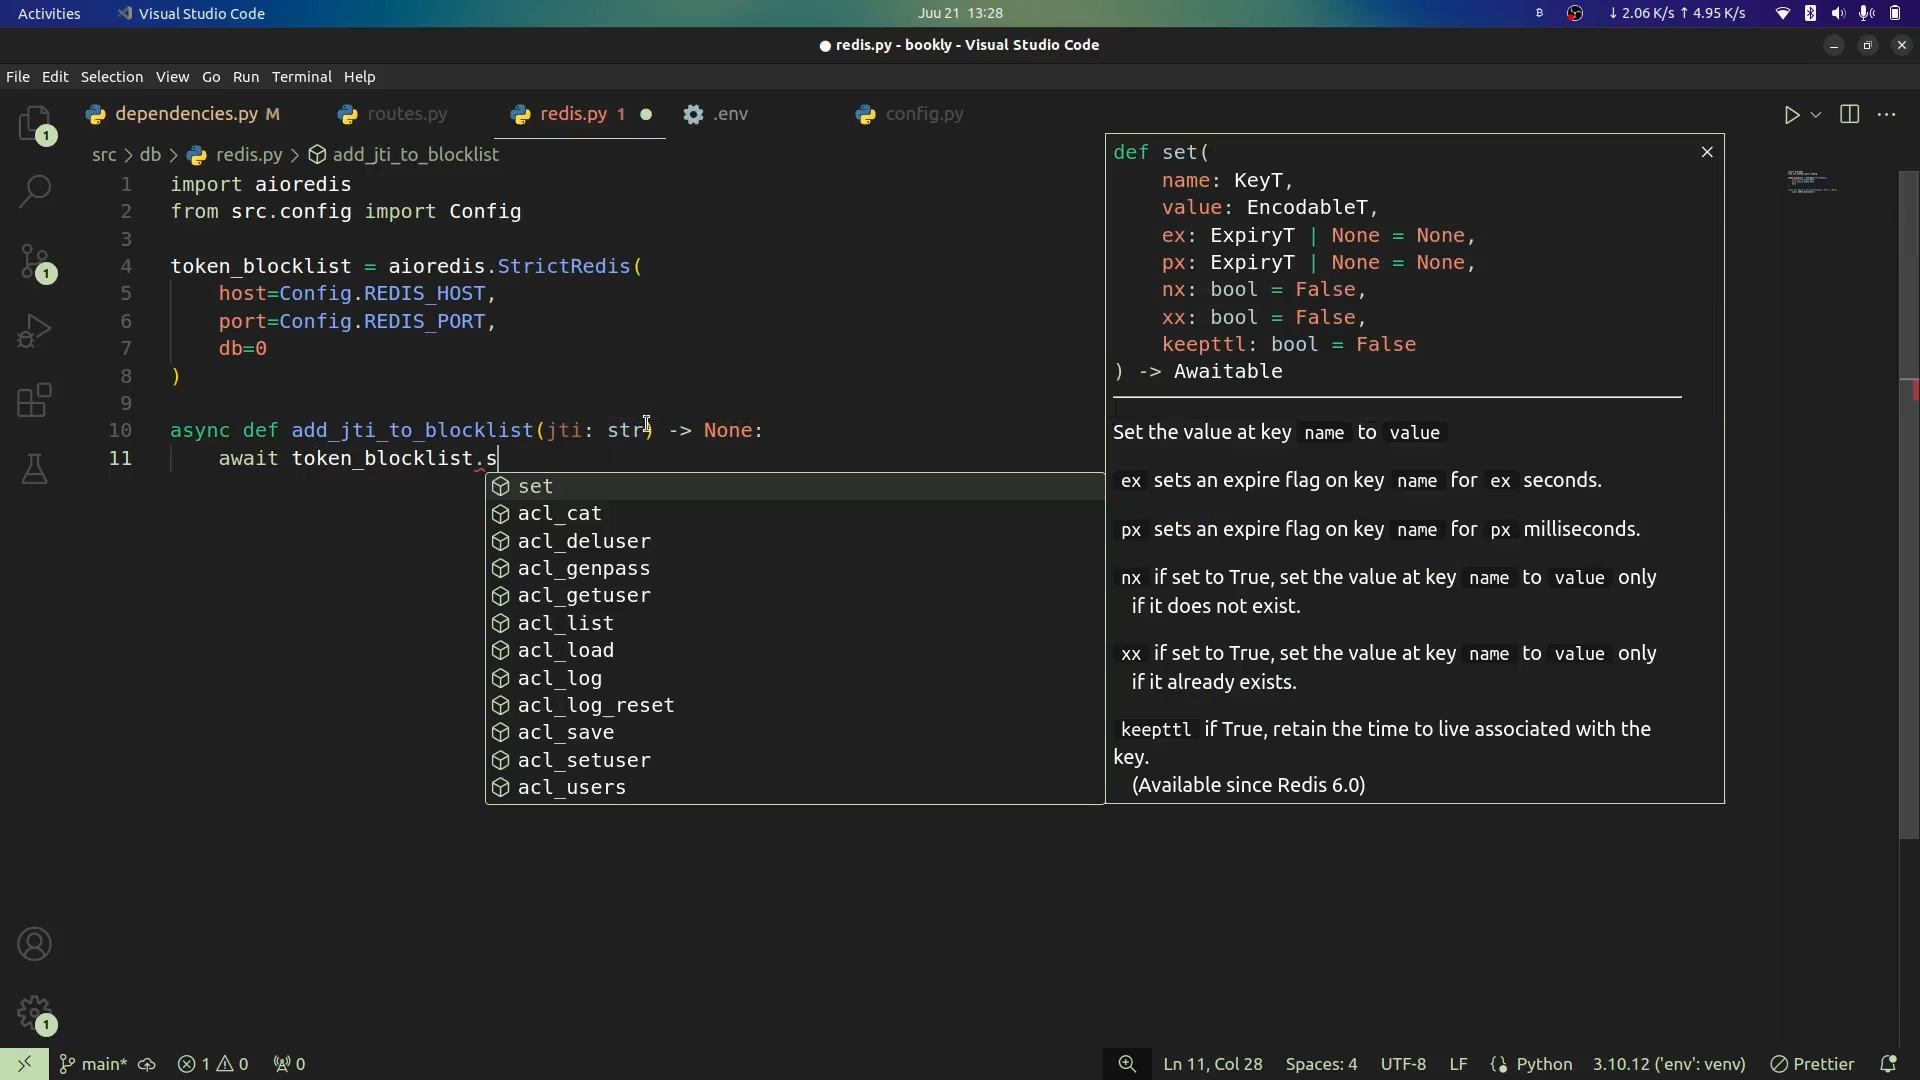 Activities
Visual Studio Code
Juu 21 13:28
↓ 2.06 K/s ↑ 4.95 K/s
● redis.py - bookly - Visual Studio Code
File Edit Selection View Go Run Terminal Help
dependencies.py M
routes.py
redis.py 1
.env
config.py
src > db > redis.py > add_jti_to_blocklist
1 import aioredis
2 from src.config import Config
3
4 token_blocklist = aioredis.StrictRedis(
5 host=Config.REDIS_HOST,
6 port=Config.REDIS_PORT,
7 db=0
8 )
9
10 async def add_jti_to_blocklist(jti: str) -> None:
11 await token_blocklist.s
set
acl_cat
acl_deluser
acl_genpass
acl_getuser
acl_list
acl_load
acl_log
acl_log_reset
acl_save
acl_setuser
acl_users
def set(
name: KeyT,
value: EncodableT,
ex: ExpiryT | None = None,
px: ExpiryT | None = None,
nx: bool = False,
xx: bool = False,
keepttl: bool = False
) -> Awaitable
Set the value at key name to value
ex sets an expire flag on key name for ex seconds.
px sets an expire flag on key name for px milliseconds.
nx if set to True, set the value at key name to value only
if it does not exist.
xx if set to True, set the value at key name to value only
if it already exists.
keepttl if True, retain the time to live associated with the
key.
(Available since Redis 6.0)
1
1
1
main*
1 0
0
Ln 11, Col 28
Spaces: 4
UTF-8
LF
Python
3.10.12 ('env': venv)
Prettier